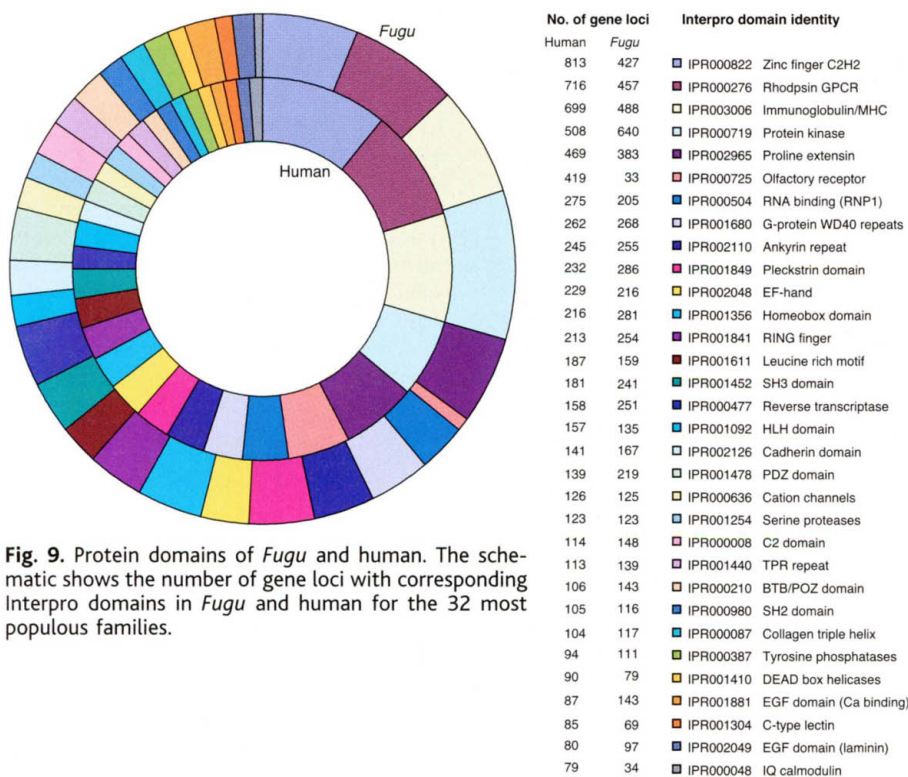 Fugu
Human
Fig. 9. Protein domains of Fugu and human. The sche-
matic shows the number of gene loci with corresponding
Interpro domains in Fugu and human for the 32 most
populous families.
No. of gene loci Interpro domain identity
Human Fugu
813 427 IPR000822 Zinc finger C2H2
716 457 IPR000276 Rhodpsin GPCR
699 488 IPR003006 Immunoglobulin/MHC
508 640 IPR000719 Protein kinase
469 383 IPR002965 Proline extensin
419 33 IPR000725 Olfactory receptor
275 205 IPR000504 RNA binding (RNP1)
262 268 IPR001680 G-protein WD40 repeats
245 255 IPR002110 Ankyrin repeat
232 286 IPR001849 Pleckstrin domain
229 216 IPR002048 EF-hand
216 281 IPR001356 Homeobox domain
213 254 IPR001841 RING finger
187 159 IPR001611 Leucine rich motif
181 241 IPR001452 SH3 domain
158 251 IPR000477 Reverse transcriptase
157 135 IPR001092 HLH domain
141 167 IPR002126 Cadherin domain
139 219 IPR001478 PDZ domain
126 125 IPR000636 Cation channels
123 123 IPR001254 Serine proteases
114 148 IPR000008 C2 domain
113 139 IPR001440 TPR repeat
106 143 IPR000210 BTB/POZ domain
105 116 IPR000980 SH2 domain
104 117 IPR000087 Collagen triple helix
94 111 IPR000387 Tyrosine phosphatases
90 79 IPR001410 DEAD box helicases
87 143 IPR001881 EGF domain (Ca binding)
85 69 IPR001304 C-type lectin
80 97 IPR002049 EGF domain (laminin)
79 34 IPR000048 IQ calmodulin